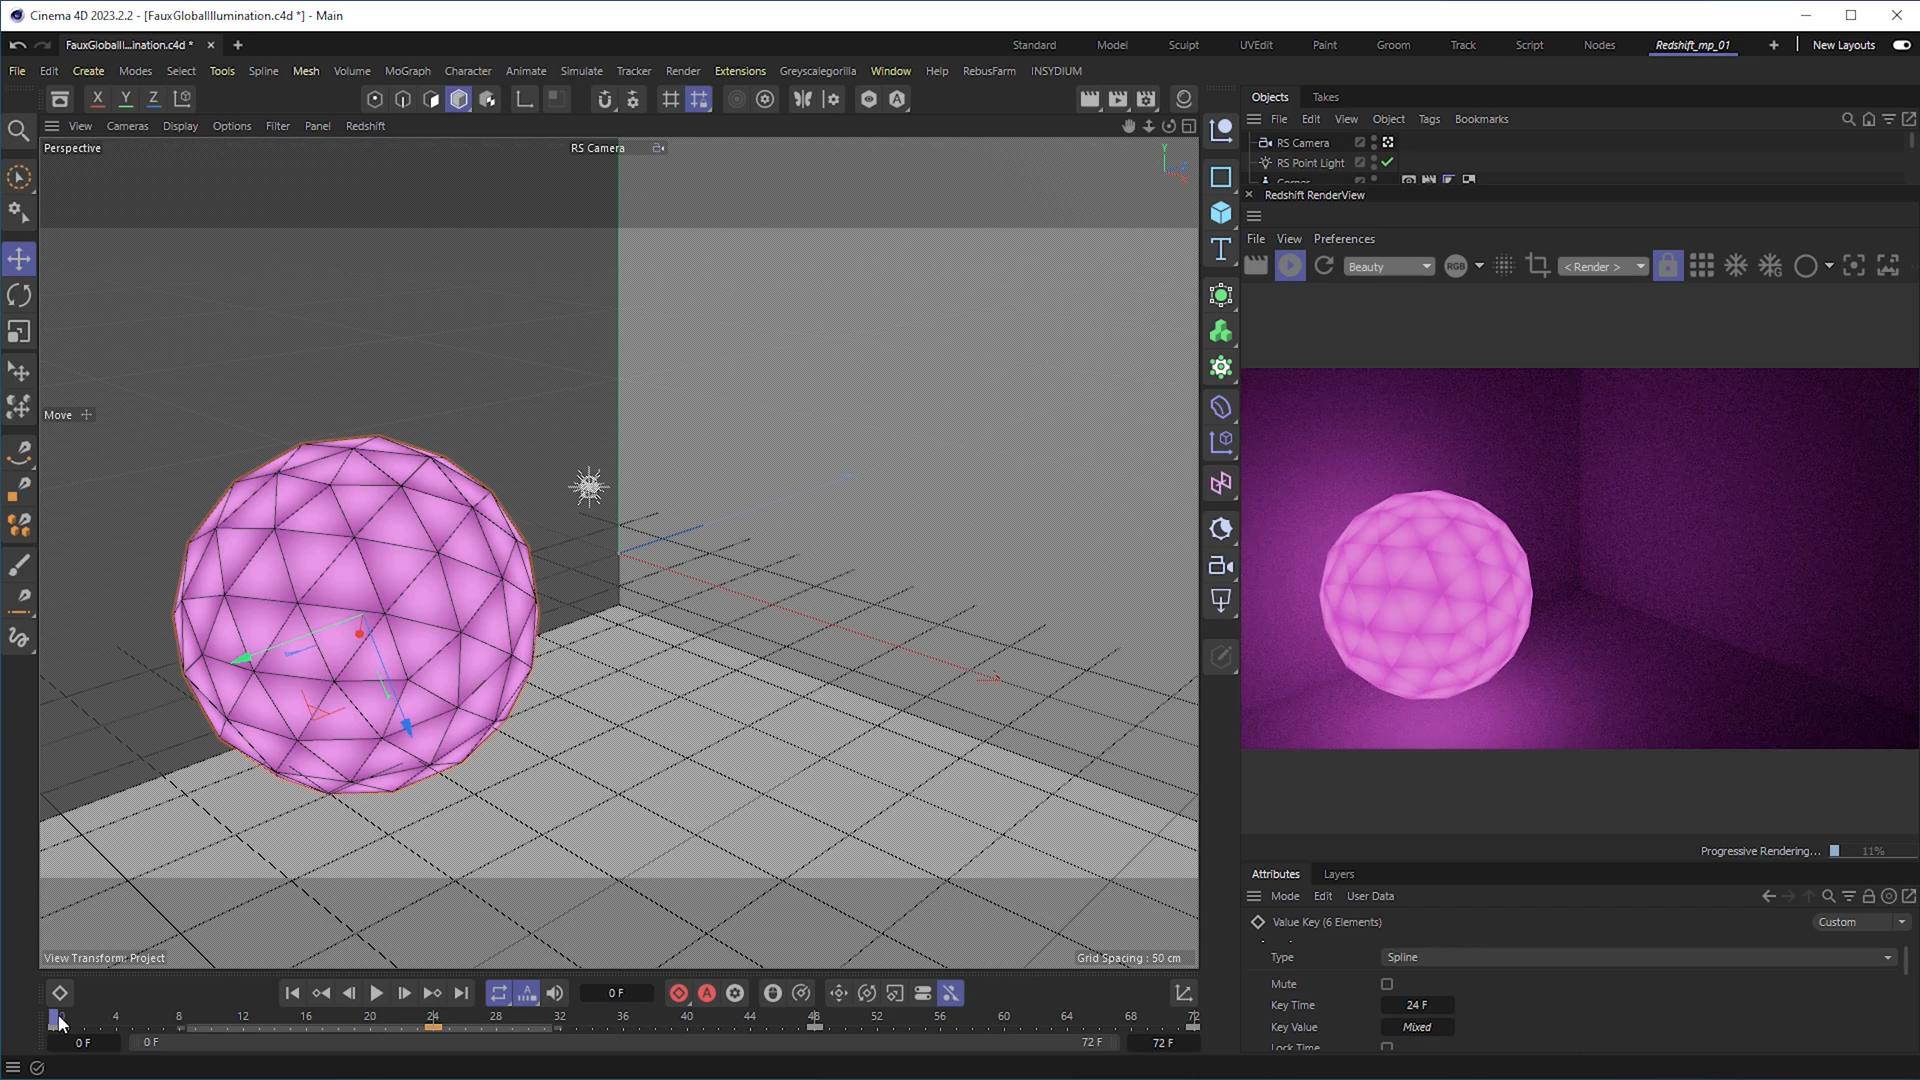 Cinema 4D 2023.2.2 - [FauxGlobalIllumination.c4d *] - Main
FauxGlobalI...ination.c4d *
Standard Model Sculpt UVEdit Paint Groom Track Script Nodes Redshift_mp_01 New Layouts
File Edit Create Modes Select Tools Spline Mesh Volume MoGraph Character Animate Simulate Tracker Render Extensions Greyscalegorilla Window Help RebusFarm INSYDIUM
X Y Z
Objects Takes
View Cameras Display Options Filter Panel Redshift
File Edit View Object Tags Bookmarks
Perspective
RS Camera
Y
RS Camera
RS Point Light
Corner
Redshift RenderView
File View Preferences
Beauty
RGB
< Render >
Move
Progressive Rendering... 11%
Attributes Layers
Mode Edit User Data
Value Key (6 Elements)
Custom
Type Spline
View Transform: Project
Grid Spacing : 50 cm
Mute
0 F
Key Time 24 F
0 4 8 12 16 20 24 28 32 36 40 44 48 52 56 60 64 68 72
Key Value Mixed
0 F 0 F 72 F 72 F
Lock Time